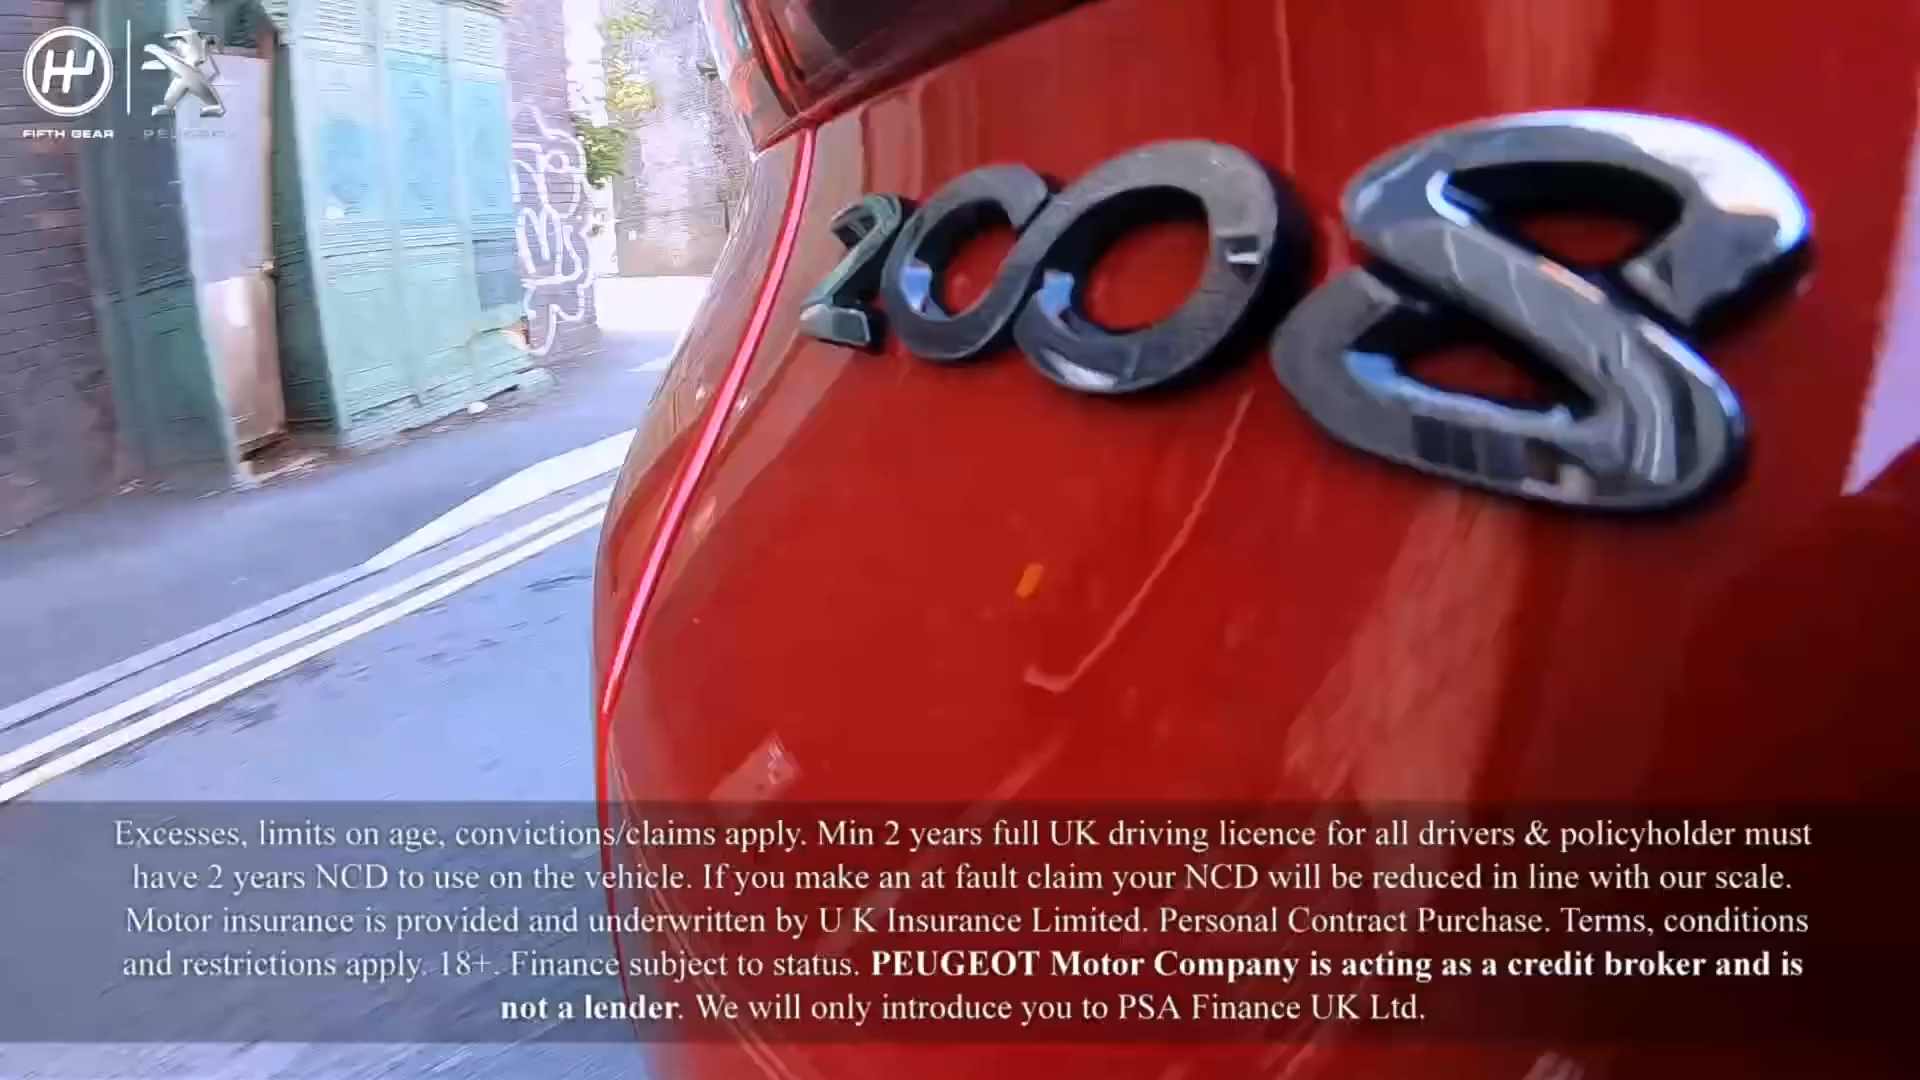 FIFTH GEAR
PEUGEOT
2008
Excesses, limits on age, convictions/claims apply. Min 2 years full UK driving licence for all drivers & policyholder must
have 2 years NCD to use on the vehicle. If you make an at fault claim your NCD will be reduced in line with our scale.
Motor insurance is provided and underwritten by U K Insurance Limited. Personal Contract Purchase. Terms, conditions
and restrictions apply. 18+. Finance subject to status. PEUGEOT Motor Company is acting as a credit broker and is
not a lender. We will only introduce you to PSA Finance UK Ltd.